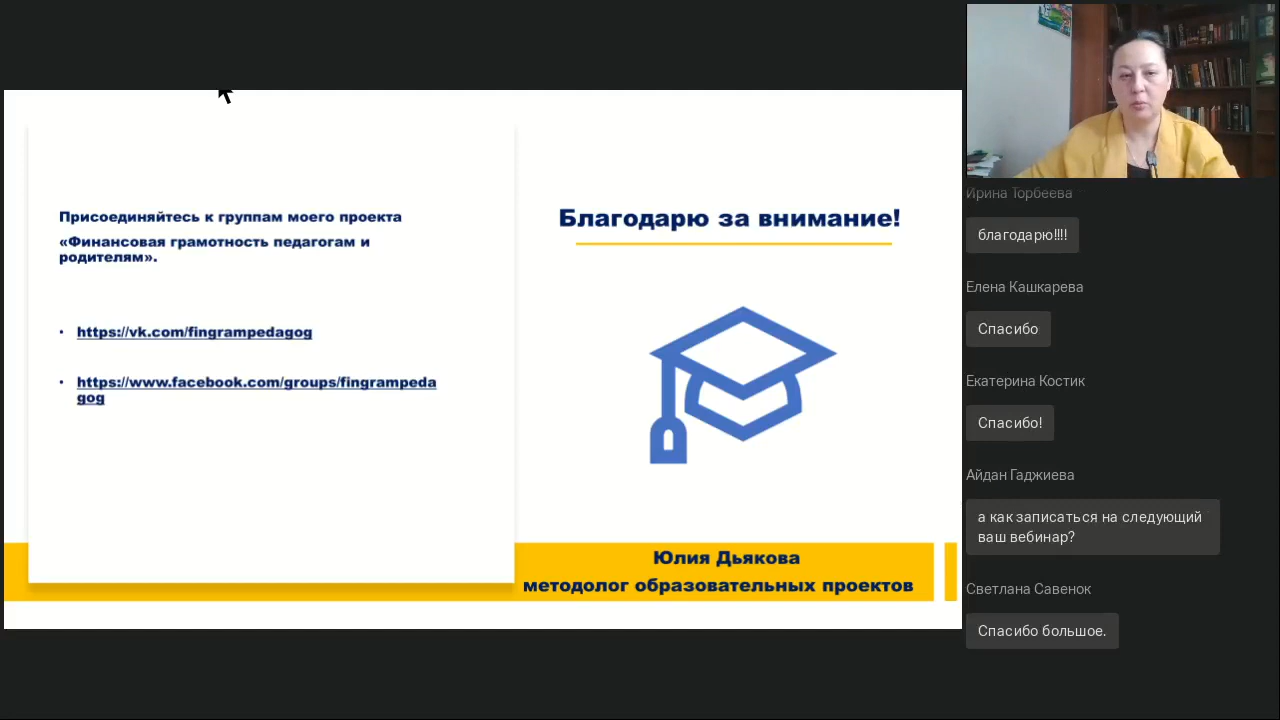 Присоединяйтесь к группам моего проекта
«Финансовая грамотность педагогам и
родителям».
• https://vk.com/fingrampedagog
• https://www.facebook.com/groups/fingrampeda
gog
Благодарю за внимание!
Юлия Дьякова
методолог образовательных проектов
Ирина Торбеева
благодарю!!!!
Елена Кашкарева
Спасибо
Екатерина Костик
Спасибо!
Айдан Гаджиева
а как записаться на следующий
ваш вебинар?
Светлана Савенок
Спасибо большое.